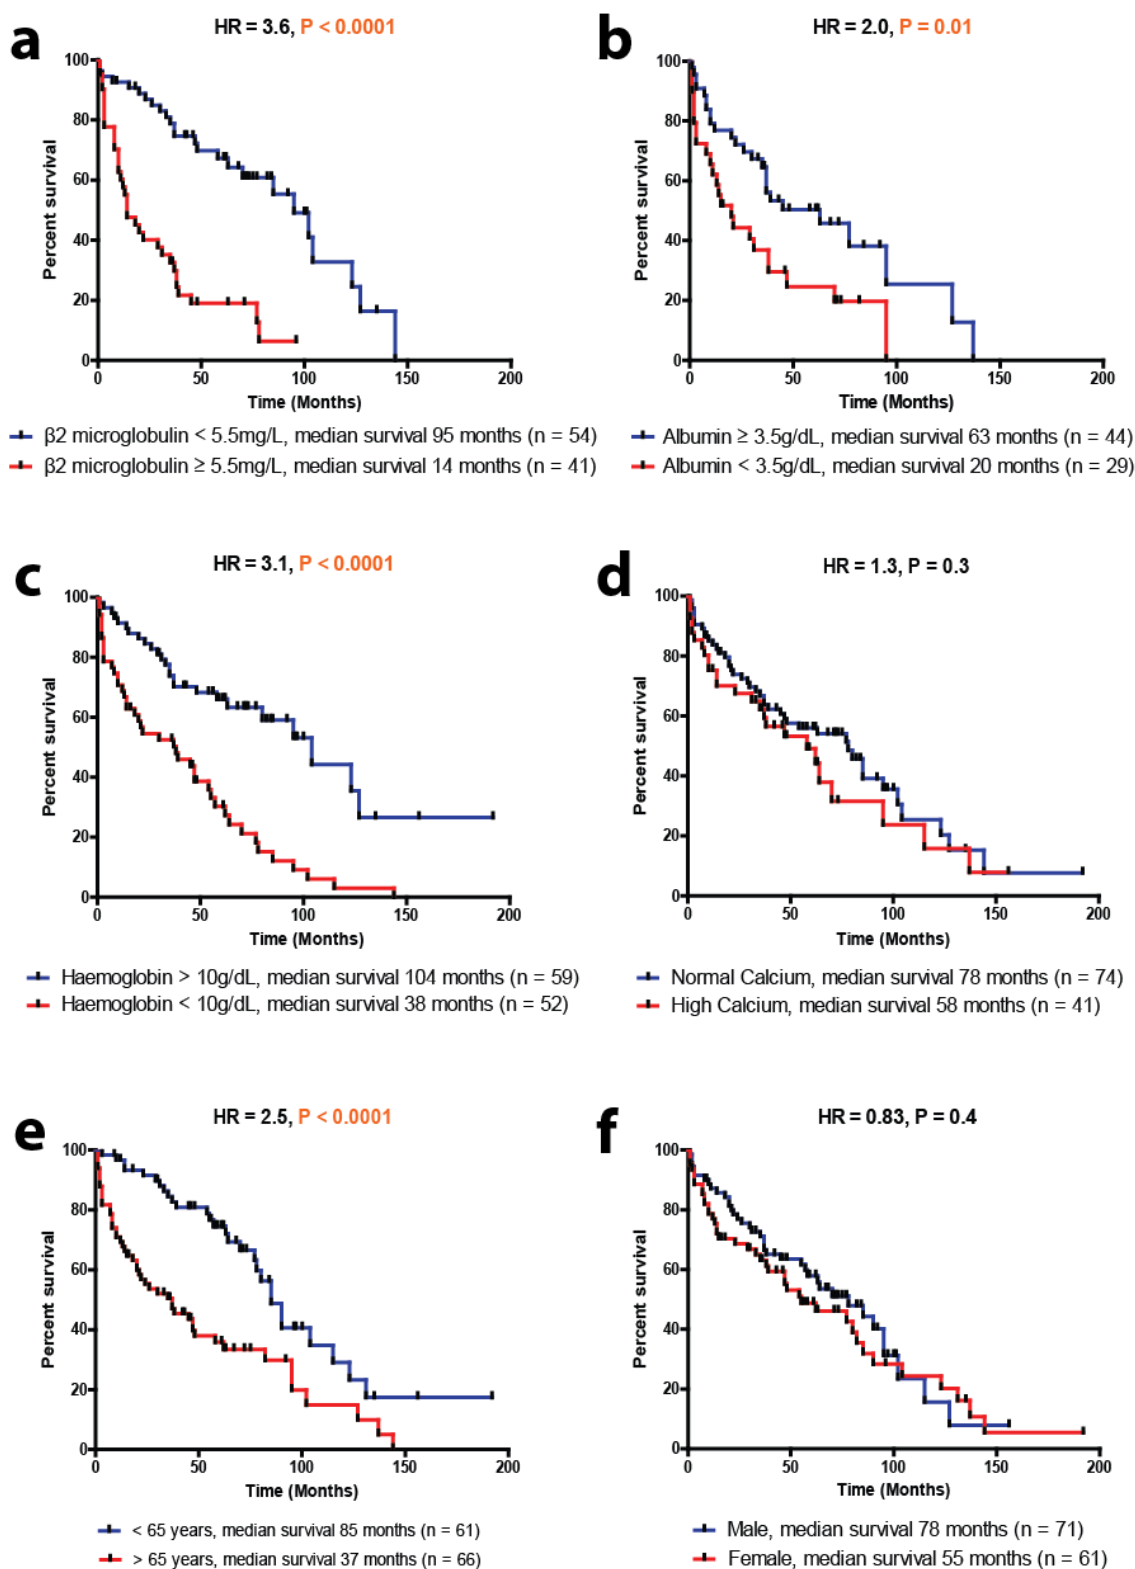 a
HR = 3.6, P < 0.0001
Percent survival
100
80
60
40
20
0
0 50 100 150 200
Time (Months)
β2 microglobulin < 5.5mg/L, median survival 95 months (n = 54)
β2 microglobulin ≥ 5.5mg/L, median survival 14 months (n = 41)
b
HR = 2.0, P = 0.01
Percent survival
100
80
60
40
20
0
0 50 100 150 200
Time (Months)
Albumin ≥ 3.5g/dL, median survival 63 months (n = 44)
Albumin < 3.5g/dL, median survival 20 months (n = 29)
c
HR = 3.1, P < 0.0001
Percent survival
100
80
60
40
20
0
0 50 100 150 200
Time (Months)
Haemoglobin > 10g/dL, median survival 104 months (n = 59)
Haemoglobin < 10g/dL, median survival 38 months (n = 52)
d
HR = 1.3, P = 0.3
Percent survival
100
80
60
40
20
0
0 50 100 150 200
Time (Months)
Normal Calcium, median survival 78 months (n = 74)
High Calcium, median survival 58 months (n = 41)
e
HR = 2.5, P < 0.0001
Percent survival
100
80
60
40
20
0
0 50 100 150 200
Time (Months)
< 65 years, median survival 85 months (n = 61)
> 65 years, median survival 37 months (n = 66)
f
HR = 0.83, P = 0.4
Percent survival
100
80
60
40
20
0
0 50 100 150 200
Time (Months)
Male, median survival 78 months (n = 71)
Female, median survival 55 months (n = 61)